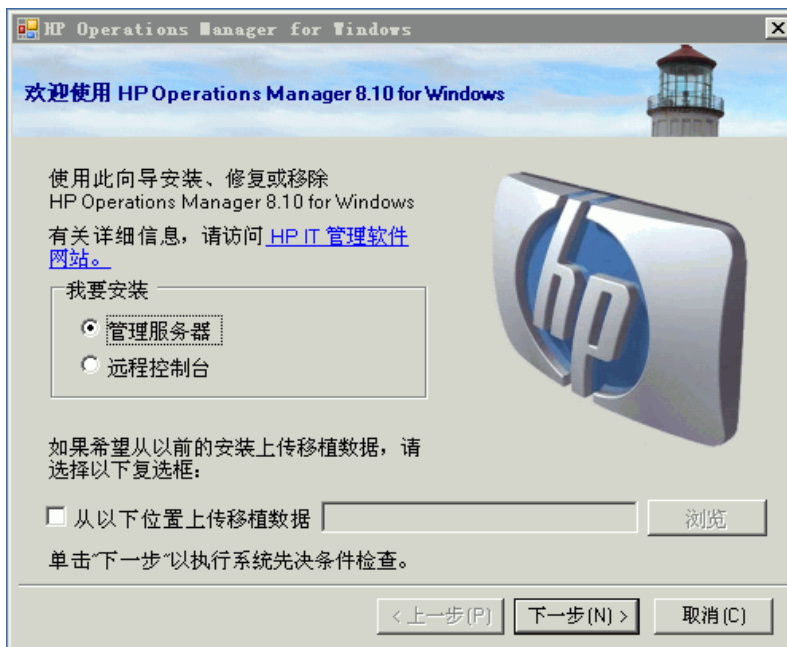 HP Operations Manager for Windows
欢迎使用 HP Operations Manager 8.10 for Windows
使用此向导安装、修复或移除
HP Operations Manager 8.10 for Windows
有关详细信息，请访问 HP IT 管理软件
网站。
我要安装
管理服务器
远程控制台
hp
如果希望从以前的安装上传移植数据，请
选择以下复选框：
从以下位置上传移植数据
浏览
单击“下一步”以执行系统先决条件检查。
< 上一步(P)
下一步(N) >
取消(C)